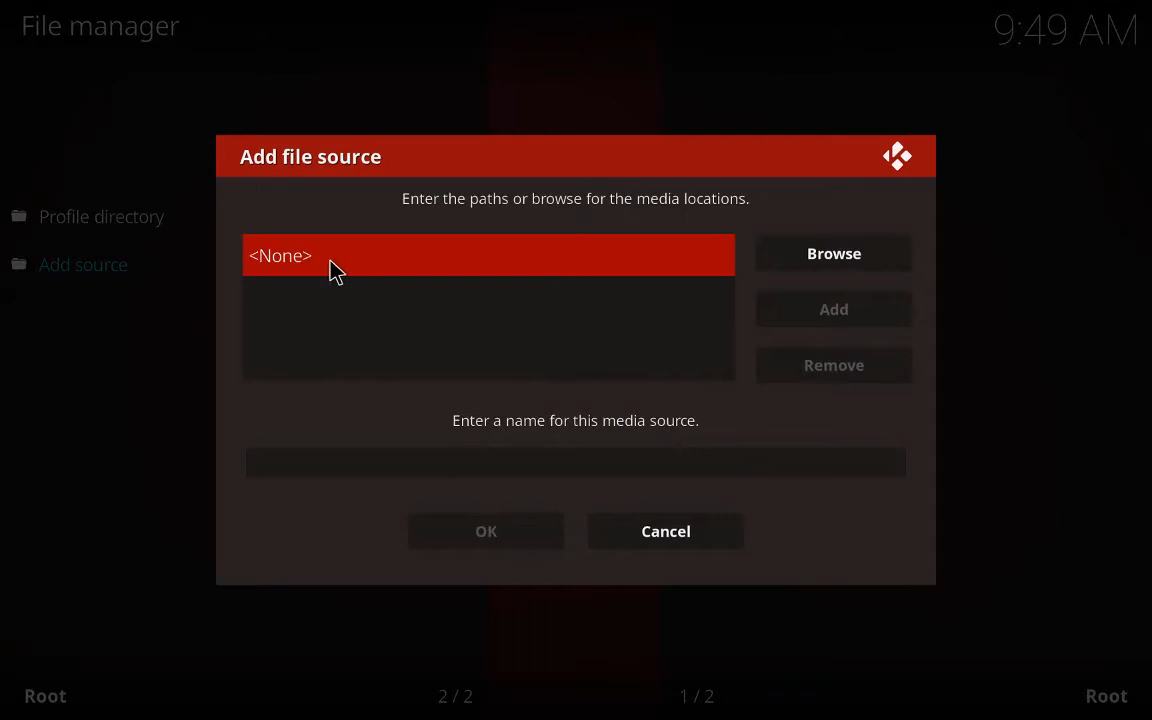 File manager
9:49 AM
Add file source
Enter the paths or browse for the media locations.
Profile directory
Add source
<None>
Browse
Add
Remove
Enter a name for this media source.
OK
Cancel
Root
2 / 2
1 / 2
Root